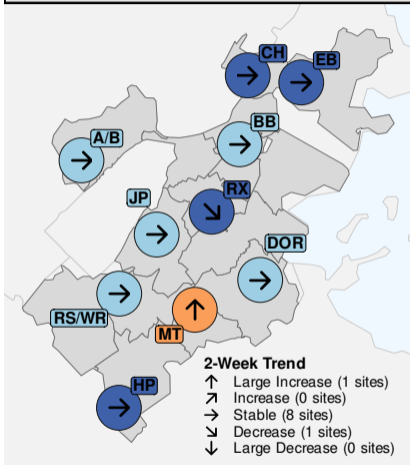 CH
EB
BB
A/B
RX
JP
DOR
RS/WR
MT
HP
2-Week Trend
↑ Large Increase (1 sites)
↗ Increase (0 sites)
→ Stable (8 sites)
↘ Decrease (1 sites)
↓ Large Decrease (0 sites)